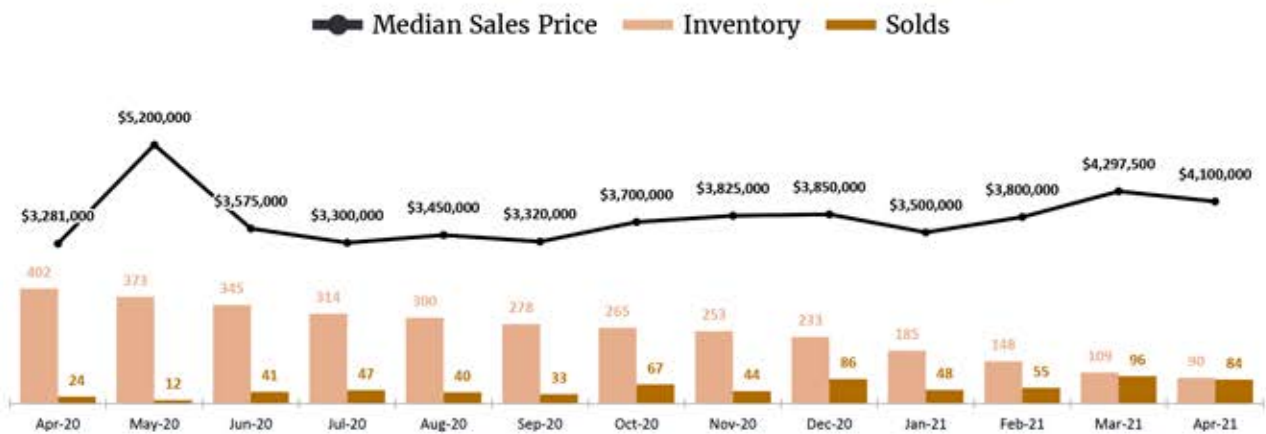 Median Sales Price Inventory Solds
$5,200,000
$4,297,500
$4,100,000
$3,825,000 $3,850,000
$3,700,000 $3,800,000
$3,575,000
$3,450,000 $3,500,000
$3,281,000 $3,300,000 $3,320,000
402 373 345 314 300 278 265 253 233 185 148 109 90
24 12 41 47 40 33 67 44 86 48 55 96 84
Apr-20 May-20 Jun-20 Jul-20 Aug-20 Sep-20 Oct-20 Nov-20 Dec-20 Jan-21 Feb-21 Mar-21 Apr-21